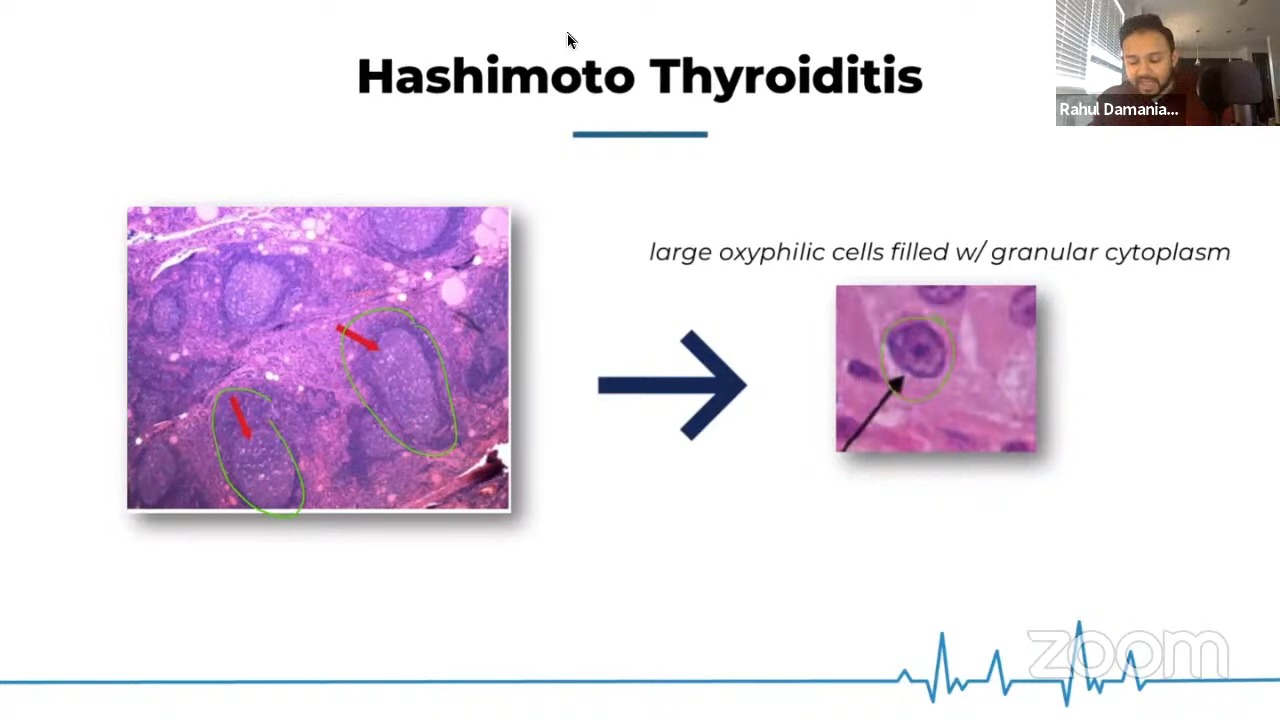 Hashimoto Thyroiditis
Rahul Damania...
large oxyphilic cells filled w/ granular cytoplasm
zoom